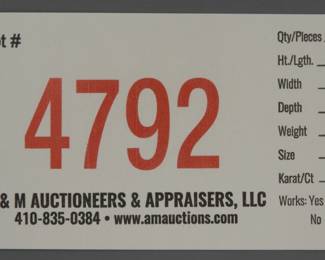 ot #
4792
& M AUCTIONEERS & APPRAISERS, LLC
410-835-0384 • www.amauctions.com
Qty/Pieces
Ht./Lgth.
Width
Depth
Weight
Size
Karat/Ct
Works: Yes
No